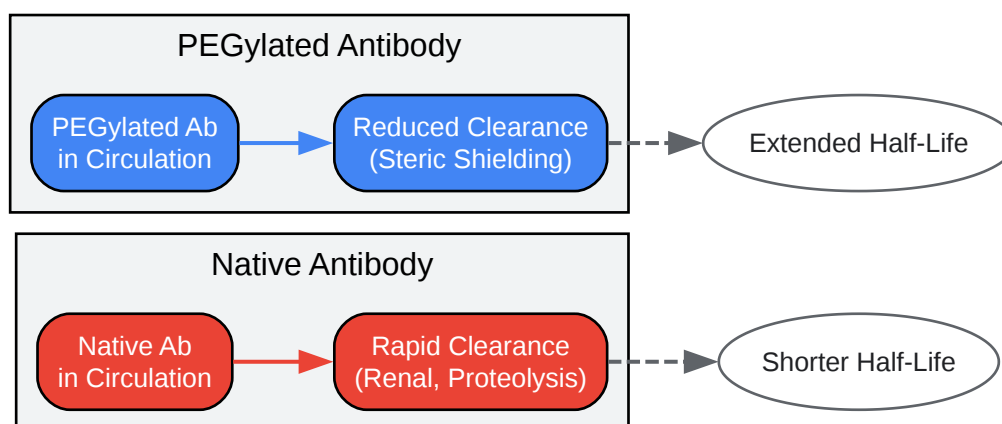 PEGylated Antibody
PEGylated Ab
in Circulation
Reduced Clearance
(Steric Shielding)
Extended Half-Life
Native Antibody
Native Ab
in Circulation
Rapid Clearance
(Renal, Proteolysis)
Shorter Half-Life